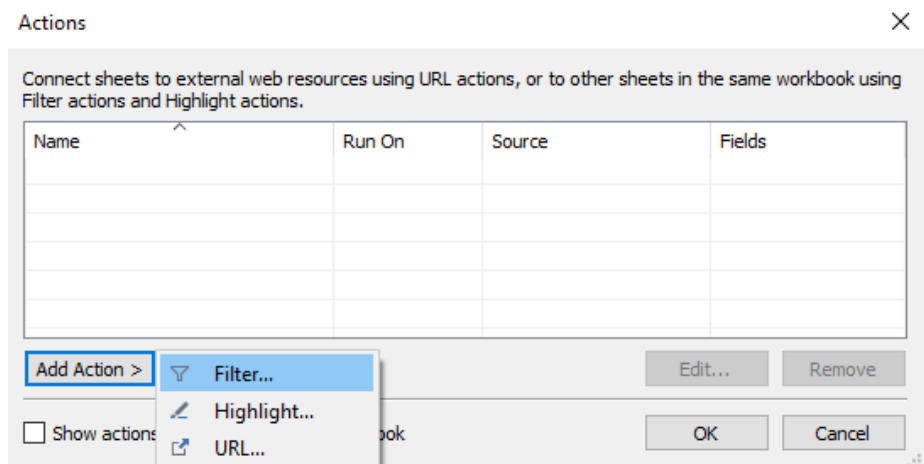 Actions
Connect sheets to external web resources using URL actions, or to other sheets in the same workbook using
Filter actions and Highlight actions.
Name Run On Source Fields
Add Action > Filter... Edit... Remove
Highlight...
Show actions ook OK Cancel
URL...